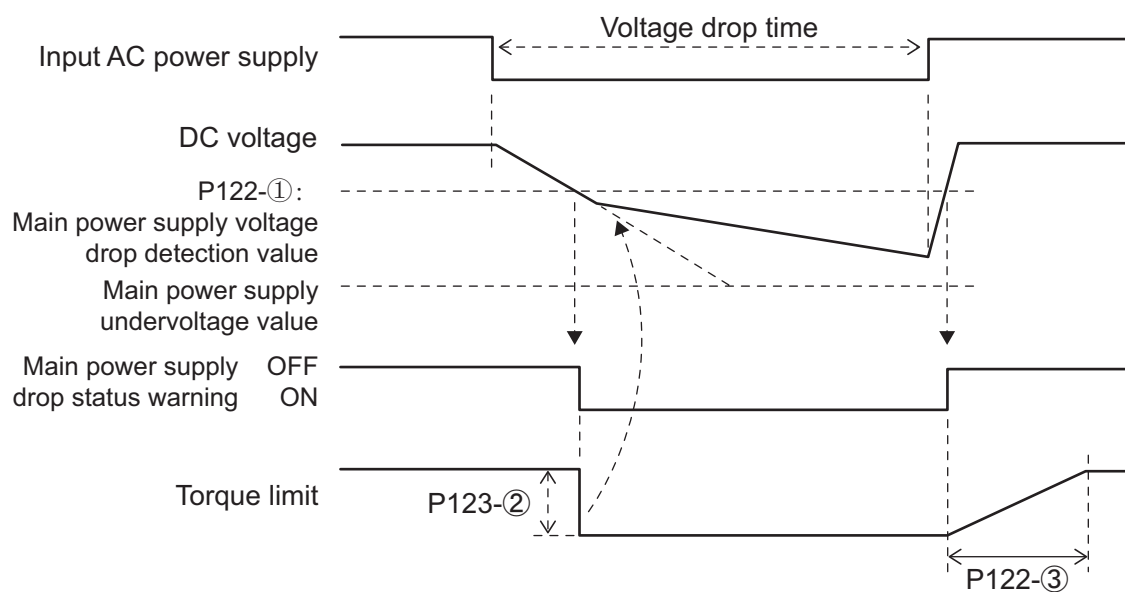 Voltage drop time
Input AC power supply
DC voltage
P122-①:
Main power supply voltage
drop detection value
Main power supply
undervoltage value
Main power supply OFF
drop status warning ON
Torque limit
P123-②
P122-③